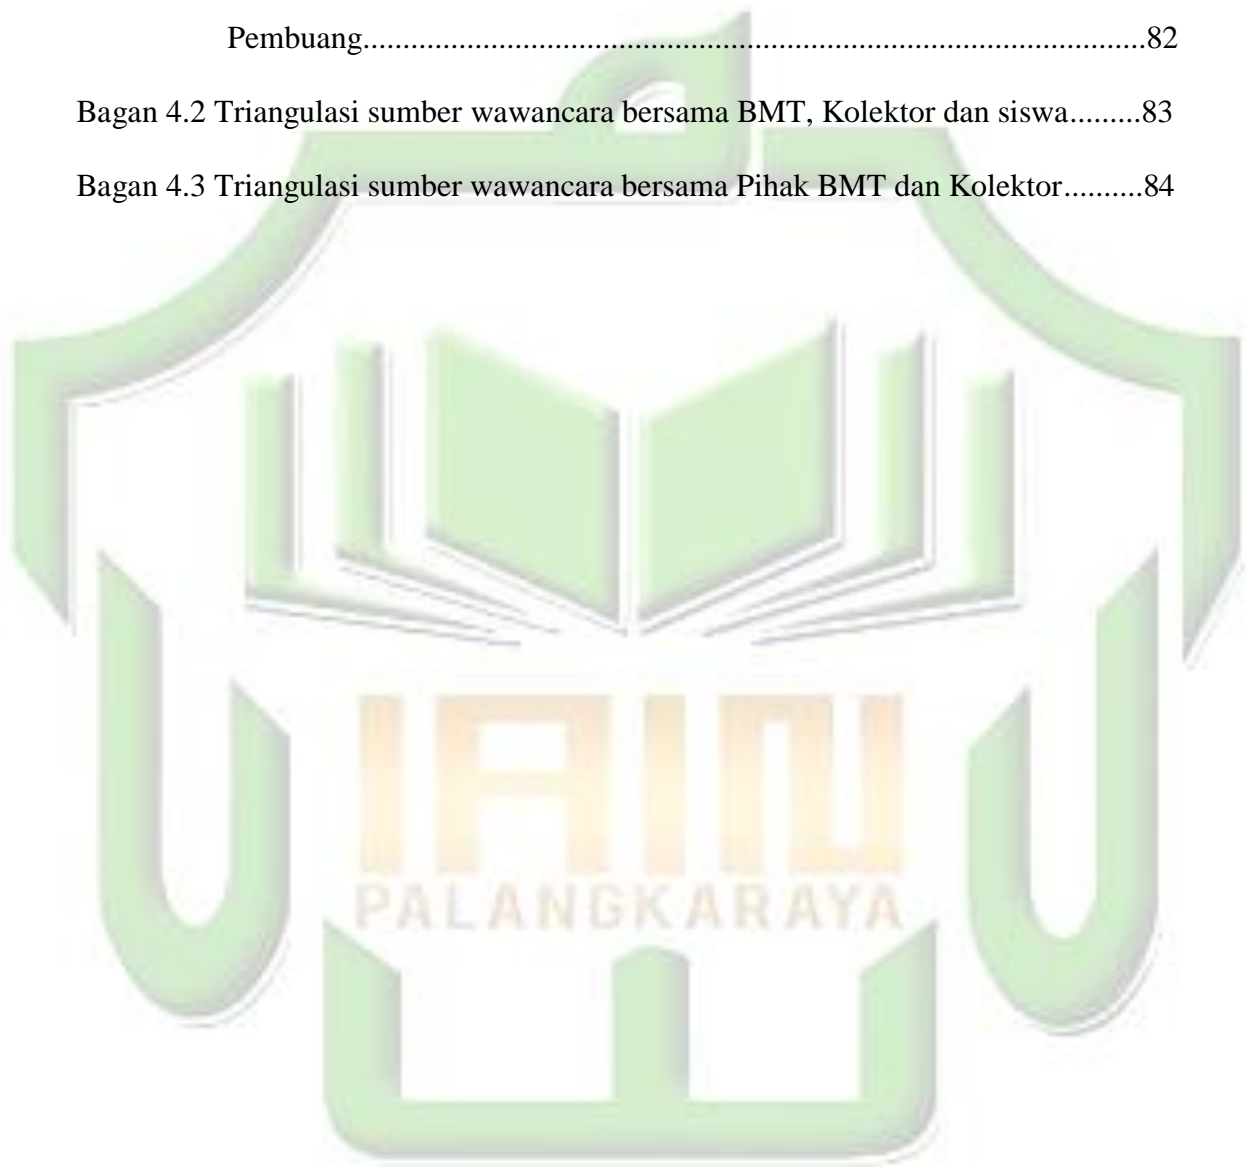 Pembuang....................................................................................................82
Bagan 4.2 Triangulasi sumber wawancara bersama BMT, Kolektor dan siswa.........83
Bagan 4.3 Triangulasi sumber wawancara bersama Pihak BMT dan Kolektor..........84
IAIN
PALANGKARAYA